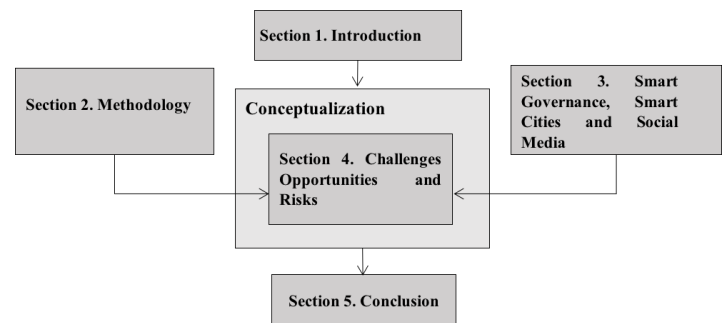 Section 1. Introduction
Section 2. Methodology
Conceptualization
Section 3. Smart
Governance, Smart
Cities and Social
Media
Section 4. Challenges
Opportunities and
Risks
Section 5. Conclusion